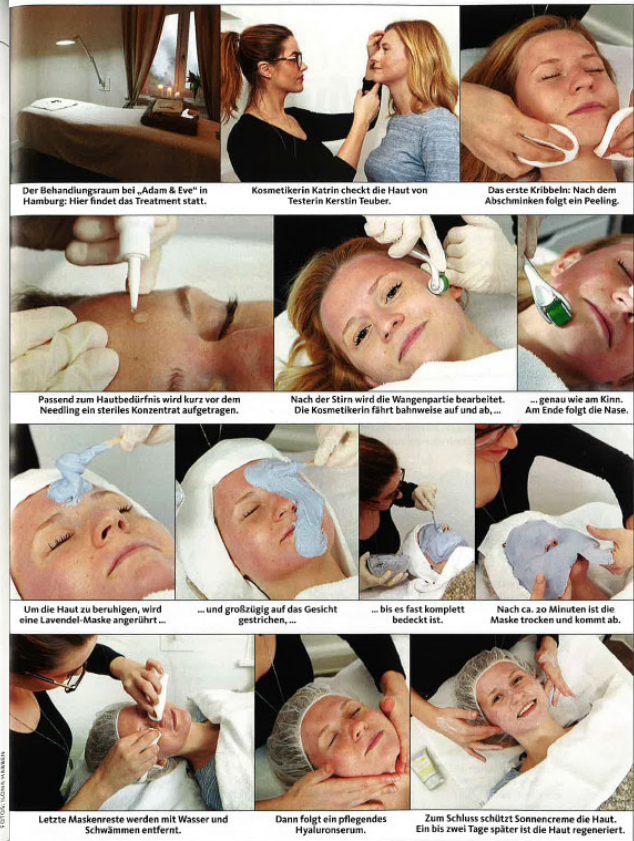 Der Behandlungsraum bei „Adam & Eve“ in
Hamburg: Hier findet das Treatment statt.
Kosmetikerin Katrin checkt die Haut von
Testerin Kerstin Teuber.
Das erste Kribbeln: Nach dem
Abschminken folgt ein Peeling.
Passend zum Hautbedürfnis wird kurz vor dem
Needling ein steriles Konzentrat aufgetragen.
Nach der Stirn wird die Wangenpartie bearbeitet.
Die Kosmetikerin fährt bahnweise auf und ab, ...
... genau wie am Kinn.
Am Ende folgt die Nase.
Um die Haut zu beruhigen, wird
eine Lavendel-Maske angerührt ...
... und großzügig auf das Gesicht
gestrichen, ...
... bis es fast komplett
bedeckt ist.
Nach ca. 20 Minuten ist die
Maske trocken und kommt ab.
Letzte Maskenreste werden mit Wasser und
Schwämmen entfernt.
Dann folgt ein pflegendes
Hyaluronserum.
Zum Schluss schützt Sonnencreme die Haut.
Ein bis zwei Tage später ist die Haut regeneriert.
FOTOS: